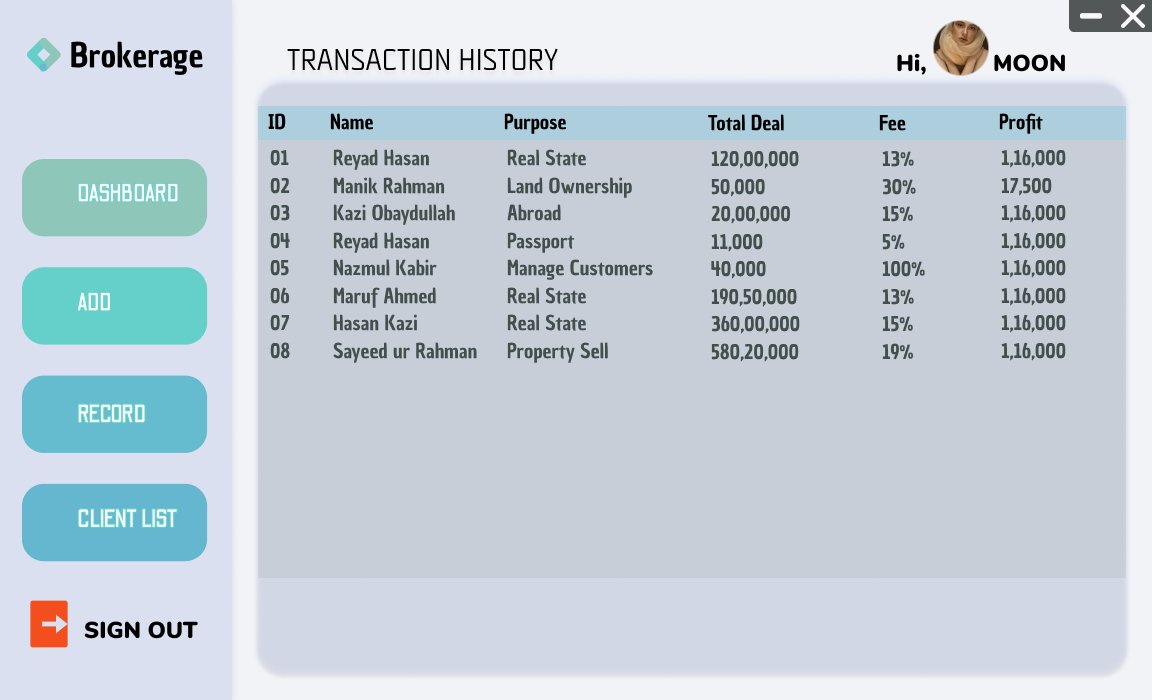 Brokerage
TRANSACTION HISTORY
Hi, MOON
DASHBOARD
ADD
RECORD
CLIENT LIST
SIGN OUT
ID Name Purpose Total Deal Fee Profit
01 Reyad Hasan Real State 120,00,000 13% 1,16,000
02 Manik Rahman Land Ownership 50,000 30% 17,500
03 Kazi Obaydullah Abroad 20,00,000 15% 1,16,000
04 Reyad Hasan Passport 11,000 5% 1,16,000
05 Nazmul Kabir Manage Customers 40,000 100% 1,16,000
06 Maruf Ahmed Real State 190,50,000 13% 1,16,000
07 Hasan Kazi Real State 360,00,000 15% 1,16,000
08 Sayeed ur Rahman Property Sell 580,20,000 19% 1,16,000